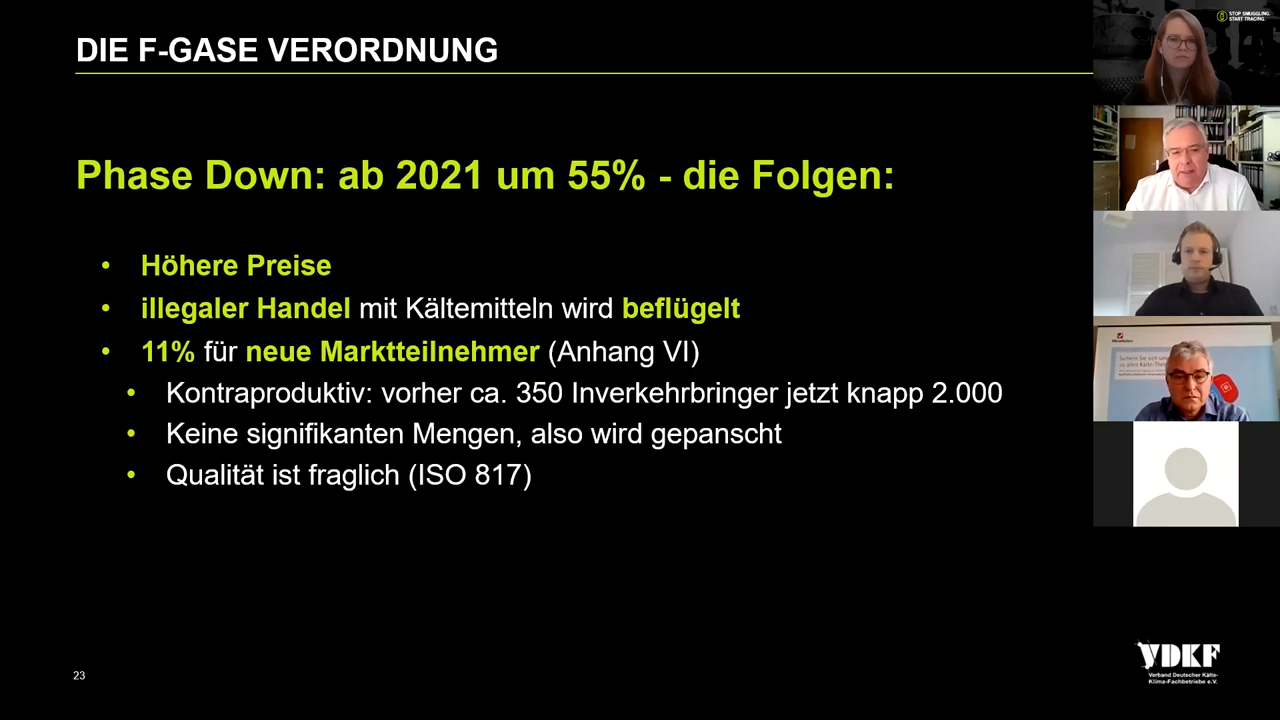 DIE F-GASE VERORDNUNG
STOP SMUGGLING.
START TRACING.
Phase Down: ab 2021 um 55% - die Folgen:
• Höhere Preise
• illegaler Handel mit Kältemitteln wird beflügelt
• 11% für neue Marktteilnehmer (Anhang VI)
• Kontraproduktiv: vorher ca. 350 Inverkehrbringer jetzt knapp 2.000
• Keine signifikanten Mengen, also wird gepanscht
• Qualität ist fraglich (ISO 817)
23
VDKF
Verband Deutscher Kälte-
Klima-Fachbetriebe e.V.